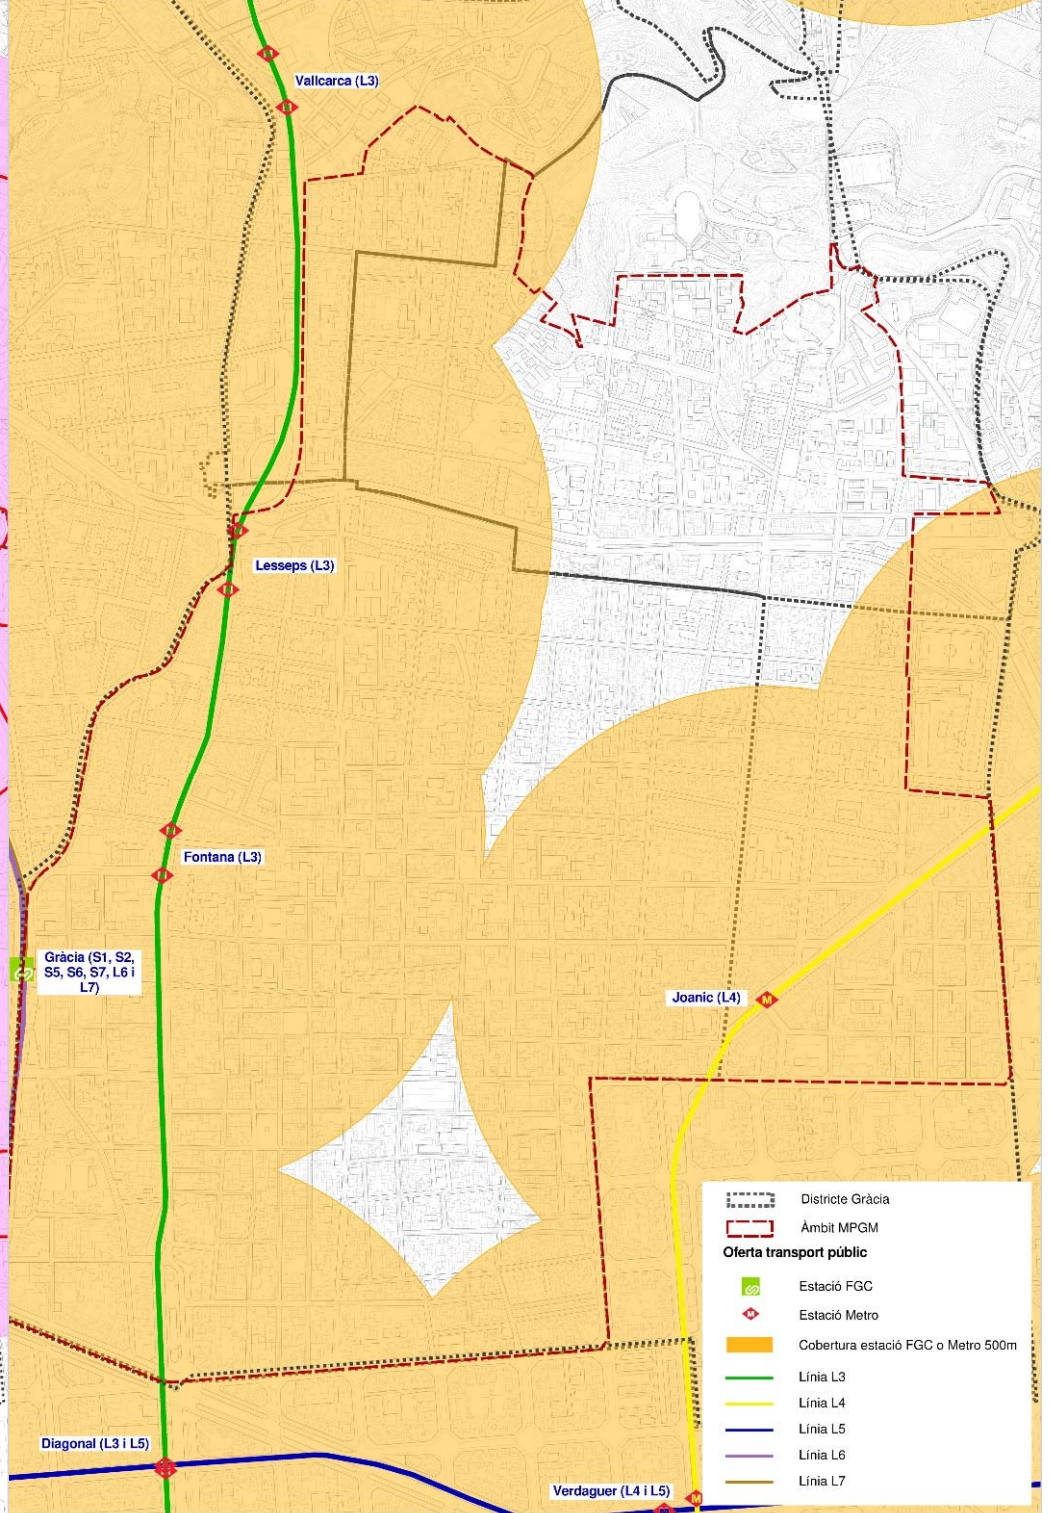 Vallcarca (L3)
Lesseps (L3)
Fontana (L3)
Gràcia (S1, S2,
S5, S6, S7, L6 i
L7)
Joanic (L4)
Diagonal (L3 i L5)
Verdaguer (L4 i L5)
Districte Gràcia
Àmbit MPGM
Oferta transport públic
Estació FGC
M Estació Metro
Cobertura estació FGC o Metro 500m
Línia L3
Línia L4
Línia L5
Línia L6
Línia L7